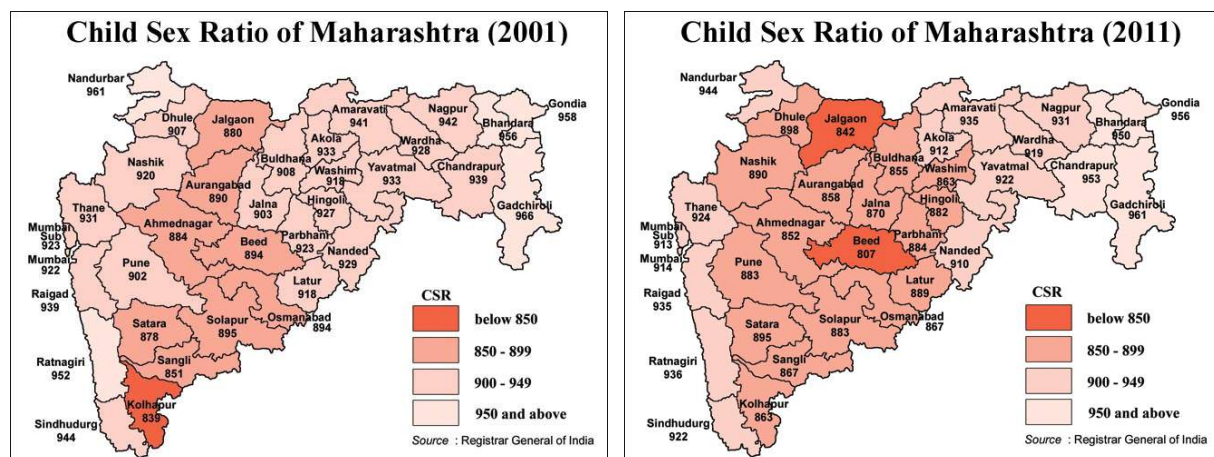 Child Sex Ratio of Maharashtra (2001)
Nandurbar
961
Dhule
907
Jalgaon
880
Amaravati
941
Nagpur
942
Gondia
958
Bhandara
956
Akola
933
Wardha
928
Buldhana
908
Washim
918
Yavatmal
933
Chandrapur
939
Gadchiroli
966
Nashik
920
Aurangabad
890
Jalna
903
Hingoli
927
Thane
931
Ahmednagar
884
Parbhani
923
Mumbai
Sub
923
Mumbai
922
Beed
894
Nanded
929
Pune
902
Latur
918
Raigad
939
Osmanabad
894
Satara
878
Solapur
895
Sangli
851
Ratnagiri
952
Kolhapur
839
Sindhudurg
944
CSR
below 850
850 - 899
900 - 949
950 and above
Source : Registrar General of India
Child Sex Ratio of Maharashtra (2011)
Nandurbar
944
Dhule
898
Jalgaon
842
Amaravati
935
Nagpur
931
Gondia
956
Bhandara
950
Akola
912
Wardha
919
Buldhana
855
Washim
863
Yavatmal
922
Chandrapur
953
Gadchiroli
961
Nashik
890
Aurangabad
858
Jalna
870
Hingoli
882
Thane
924
Ahmednagar
852
Parbhani
884
Mumbai
Sub
913
Mumbai
914
Beed
807
Nanded
910
Pune
883
Latur
889
Raigad
935
Osmanabad
867
Satara
895
Solapur
883
Sangli
867
Ratnagiri
936
Kolhapur
863
Sindhudurg
922
CSR
below 850
850 - 899
900 - 949
950 and above
Source : Registrar General of India